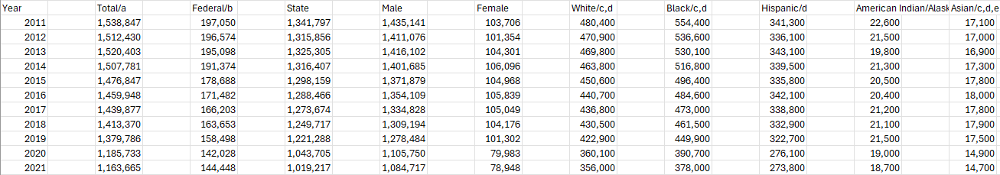 Year Total/a Federal/b State Male Female White/c,d Black/c,d Hispanic/d American Indian/Alask Asian/c,d,e
2011 1,538,847 197,050 1,341,797 1,435,141 103,706 480,400 554,400 341,300 22,600 17,100
2012 1,512,430 196,574 1,315,856 1,411,076 101,354 470,900 536,600 336,100 21,500 17,000
2013 1,520,403 195,098 1,325,305 1,416,102 104,301 469,800 530,100 343,100 19,800 16,900
2014 1,507,781 191,374 1,316,407 1,401,685 106,096 463,800 516,800 339,500 21,300 17,300
2015 1,476,847 178,688 1,298,159 1,371,879 104,968 450,600 496,400 335,800 20,500 17,800
2016 1,459,948 171,482 1,288,466 1,354,109 105,839 440,700 484,600 342,100 20,400 18,000
2017 1,439,877 166,203 1,273,674 1,334,828 105,049 436,800 473,000 338,800 21,200 17,800
2018 1,413,370 163,653 1,249,717 1,309,194 104,176 430,500 461,500 332,900 21,100 17,900
2019 1,379,786 158,498 1,221,288 1,278,484 101,302 422,900 449,900 322,700 21,500 17,500
2020 1,185,733 142,028 1,043,705 1,105,750 79,983 360,100 390,700 276,100 19,000 14,900
2021 1,163,665 144,448 1,019,217 1,084,717 78,948 356,000 378,000 273,800 18,700 14,700